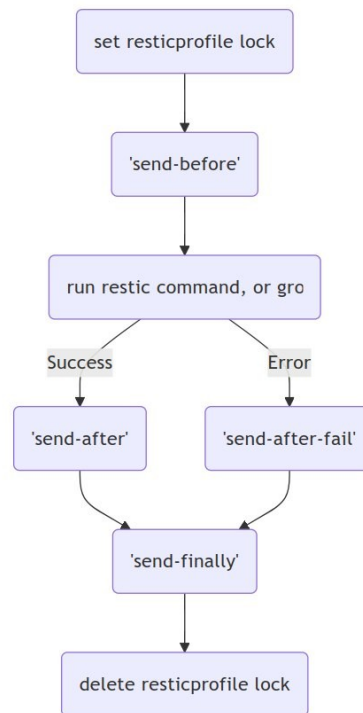 set resticprofile lock
'send-before'
run restic command, or gro
Success
Error
'send-after'
'send-after-fail'
'send-finally'
delete resticprofile lock